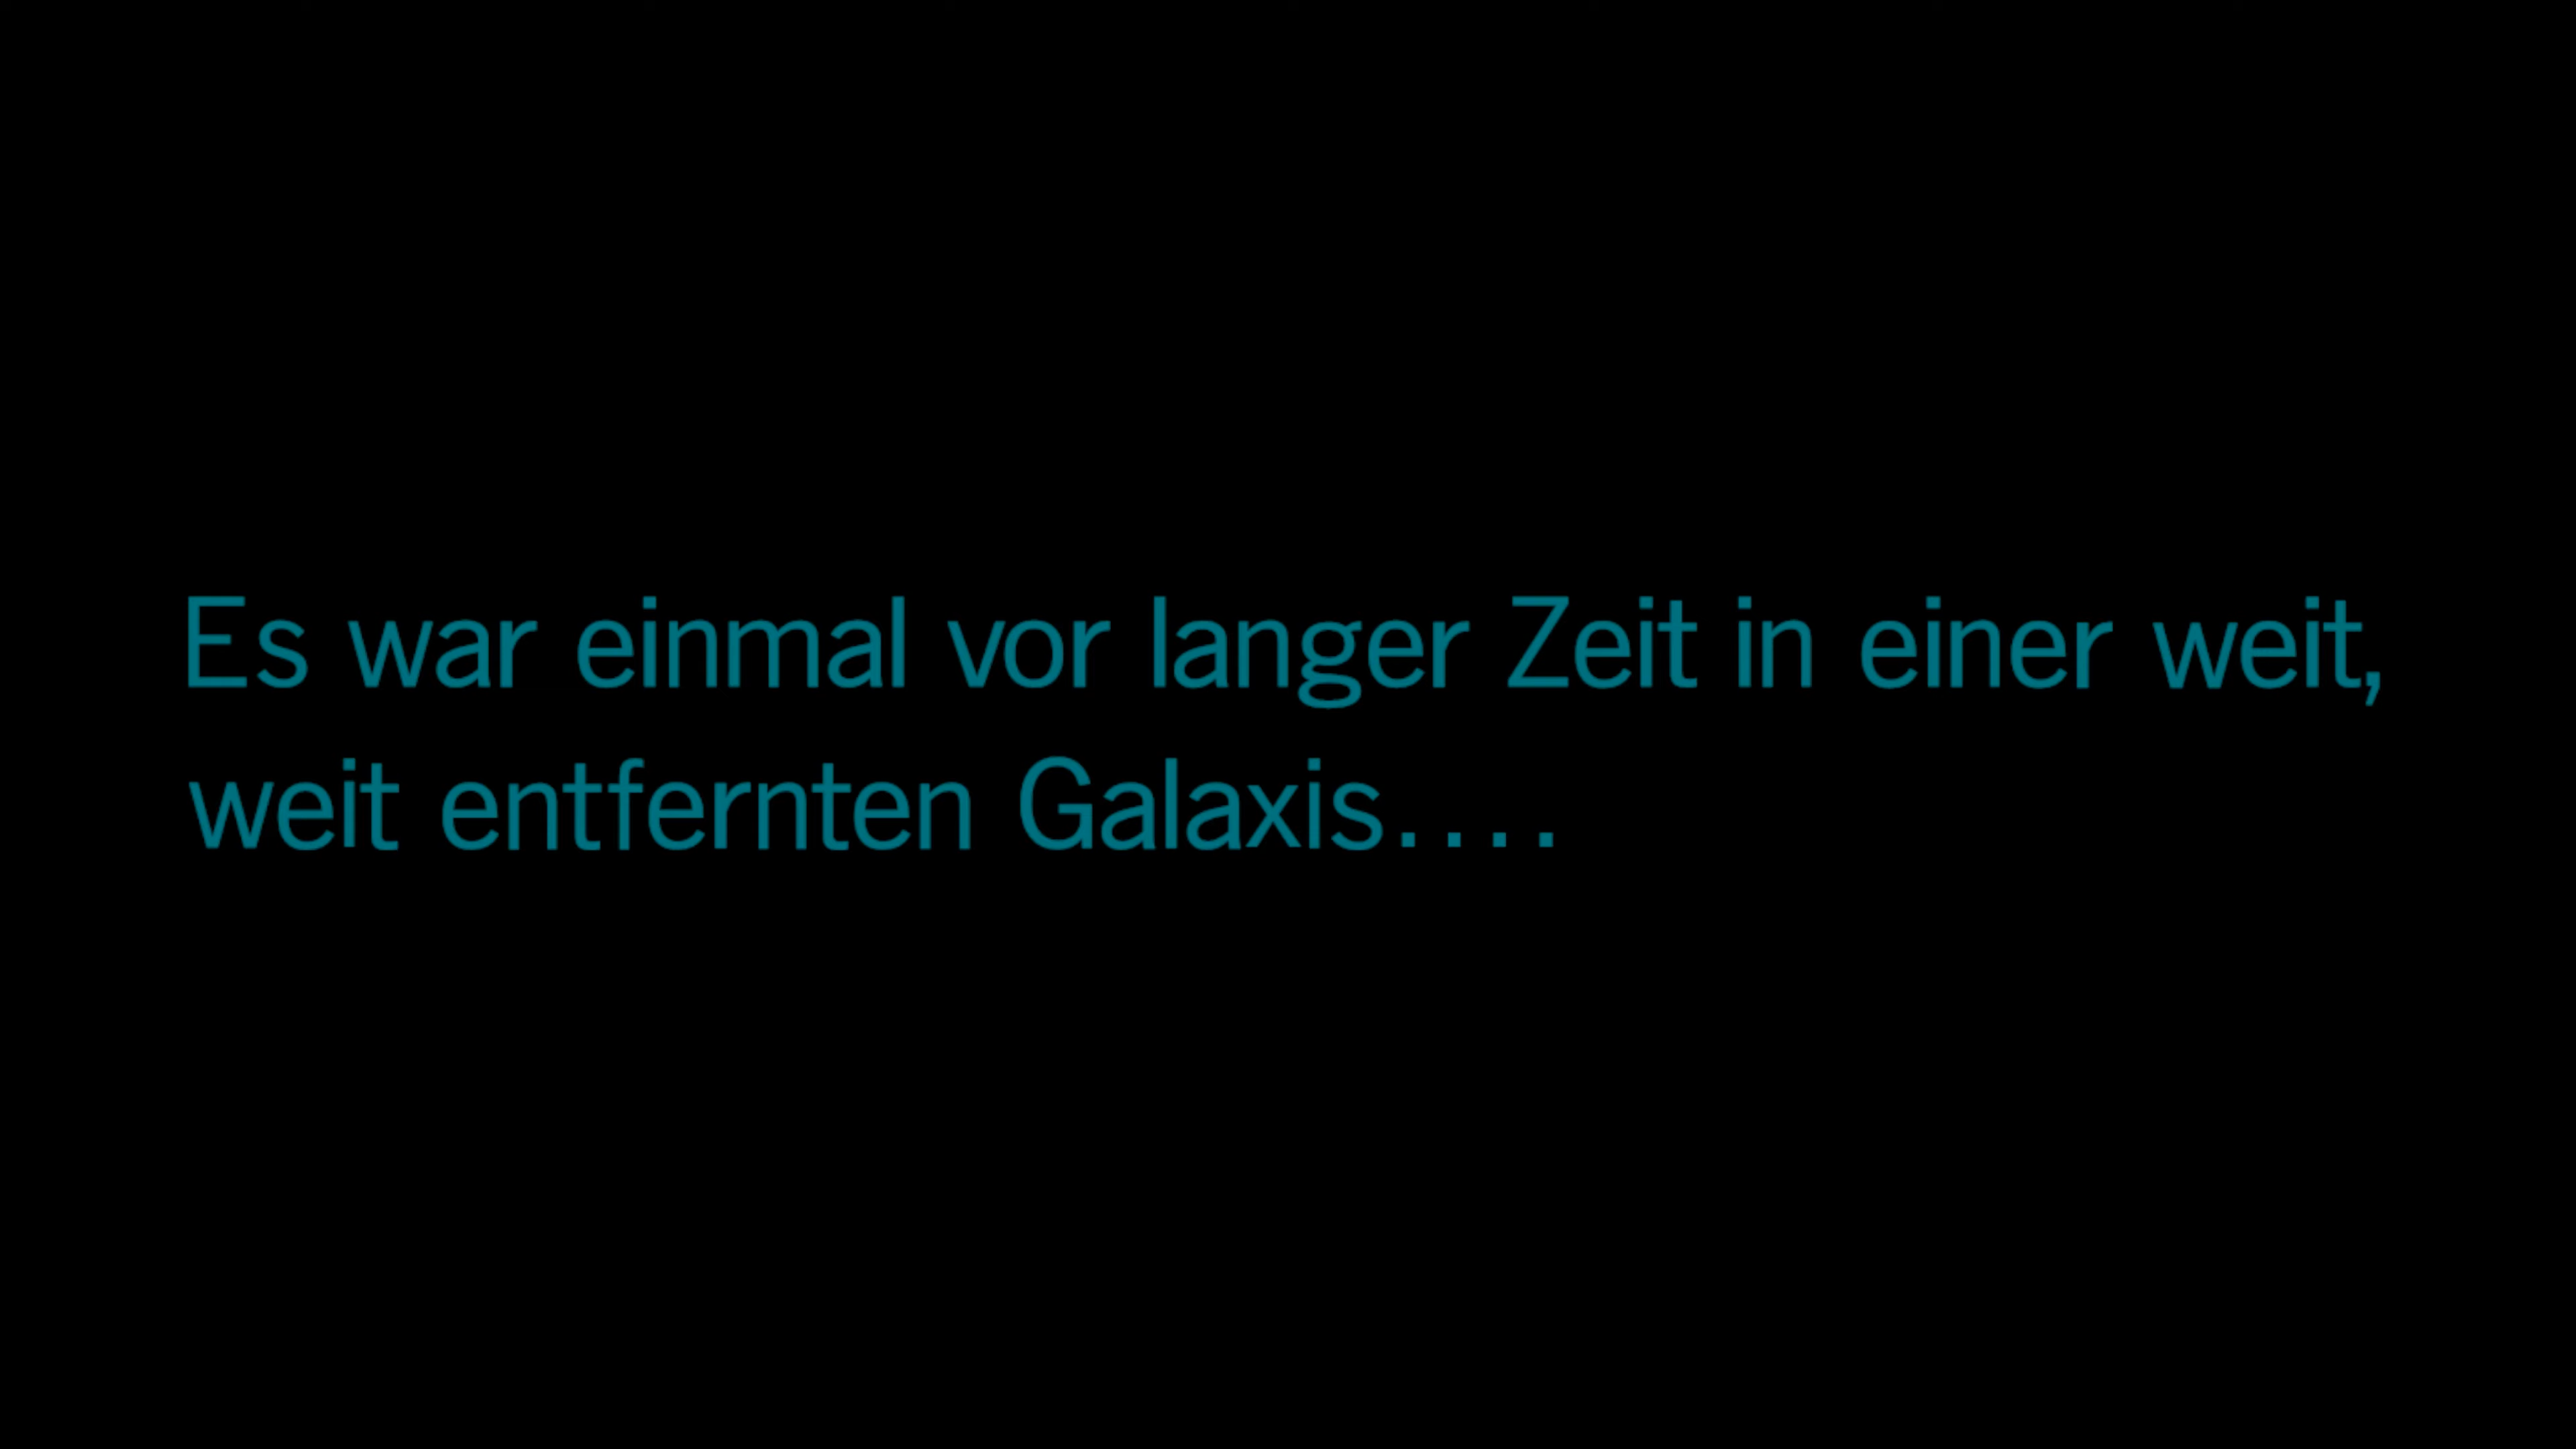 Es war einmal vor langer Zeit in einer weit,
weit entfernten Galaxis....